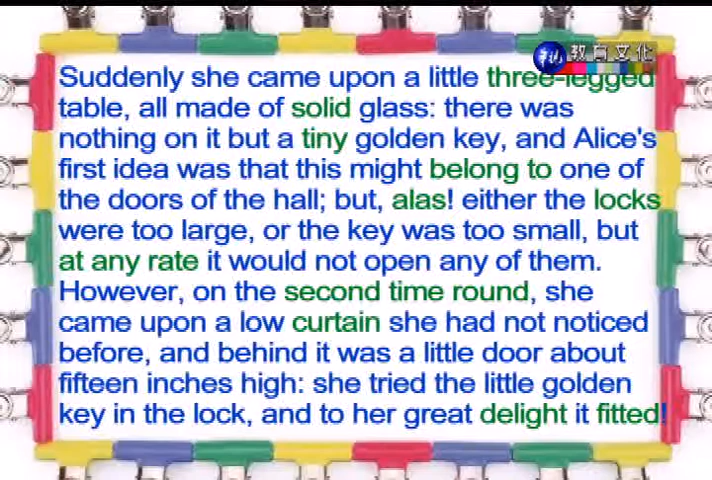 華視 教育文化
Suddenly she came upon a little three-legged
table, all made of solid glass: there was
nothing on it but a tiny golden key, and Alice's
first idea was that this might belong to one of
the doors of the hall; but, alas! either the locks
were too large, or the key was too small, but
at any rate it would not open any of them.
However, on the second time round, she
came upon a low curtain she had not noticed
before, and behind it was a little door about
fifteen inches high: she tried the little golden
key in the lock, and to her great delight it fitted!